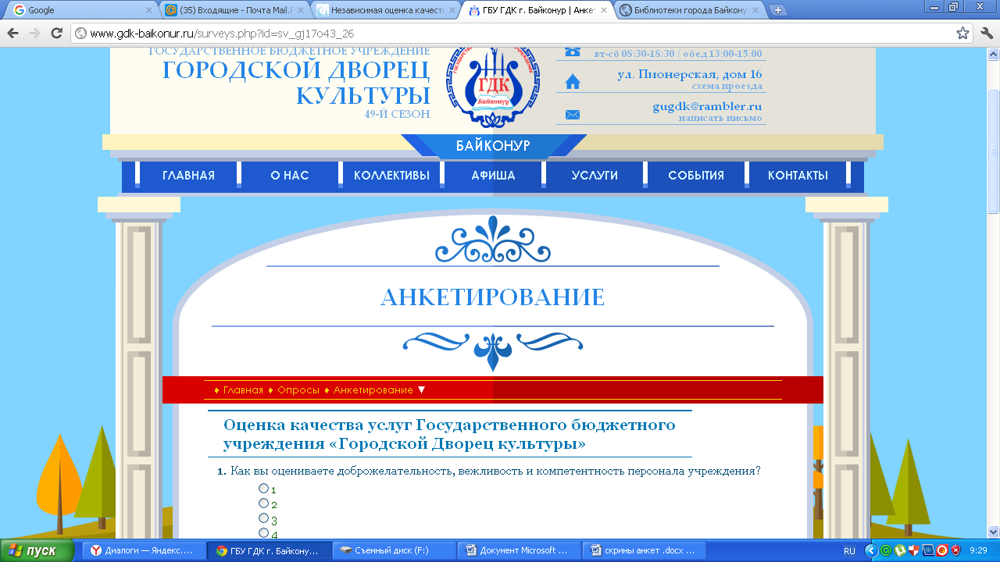 Google
(35) Входящие - Почта Mail.R
Независимая оценка качест
ГБУ ГДК г. Байконур | Анкет
Библиотеки города Байкону
www.gdk-baikonur.ru/surveys.php?id=sv_gj17o43_26
ГОСУДАРСТВЕННОЕ БЮДЖЕТНОЕ УЧРЕЖДЕНИЕ
ГОРОДСКОЙ ДВОРЕЦ
КУЛЬТУРЫ
49-Й СЕЗОН
ГДК
Байконур
вт-сб 08:30-18:30 / обед 13:00-15:00
ул. Пионерская, дом 16
схема проезда
gugdk@rambler.ru
написать письмо
БАЙКОНУР
ГЛАВНАЯ О НАС КОЛЛЕКТИВЫ АФИША УСЛУГИ СОБЫТИЯ КОНТАКТЫ
АНКЕТИРОВАНИЕ
♦ Главная ♦ Опросы ♦ Анкетирование ▼
Оценка качества услуг Государственного бюджетного
учреждения «Городской Дворец культуры»
1. Как вы оцениваете доброжелательность, вежливость и компетентность персонала учреждения?
1
2
3
4
пуск
Диалоги — Яндекс....
ГБУ ГДК г. Байкону...
Съемный диск (F:)
Документ Microsoft ...
скрины анкет .docx ...
RU
9:29